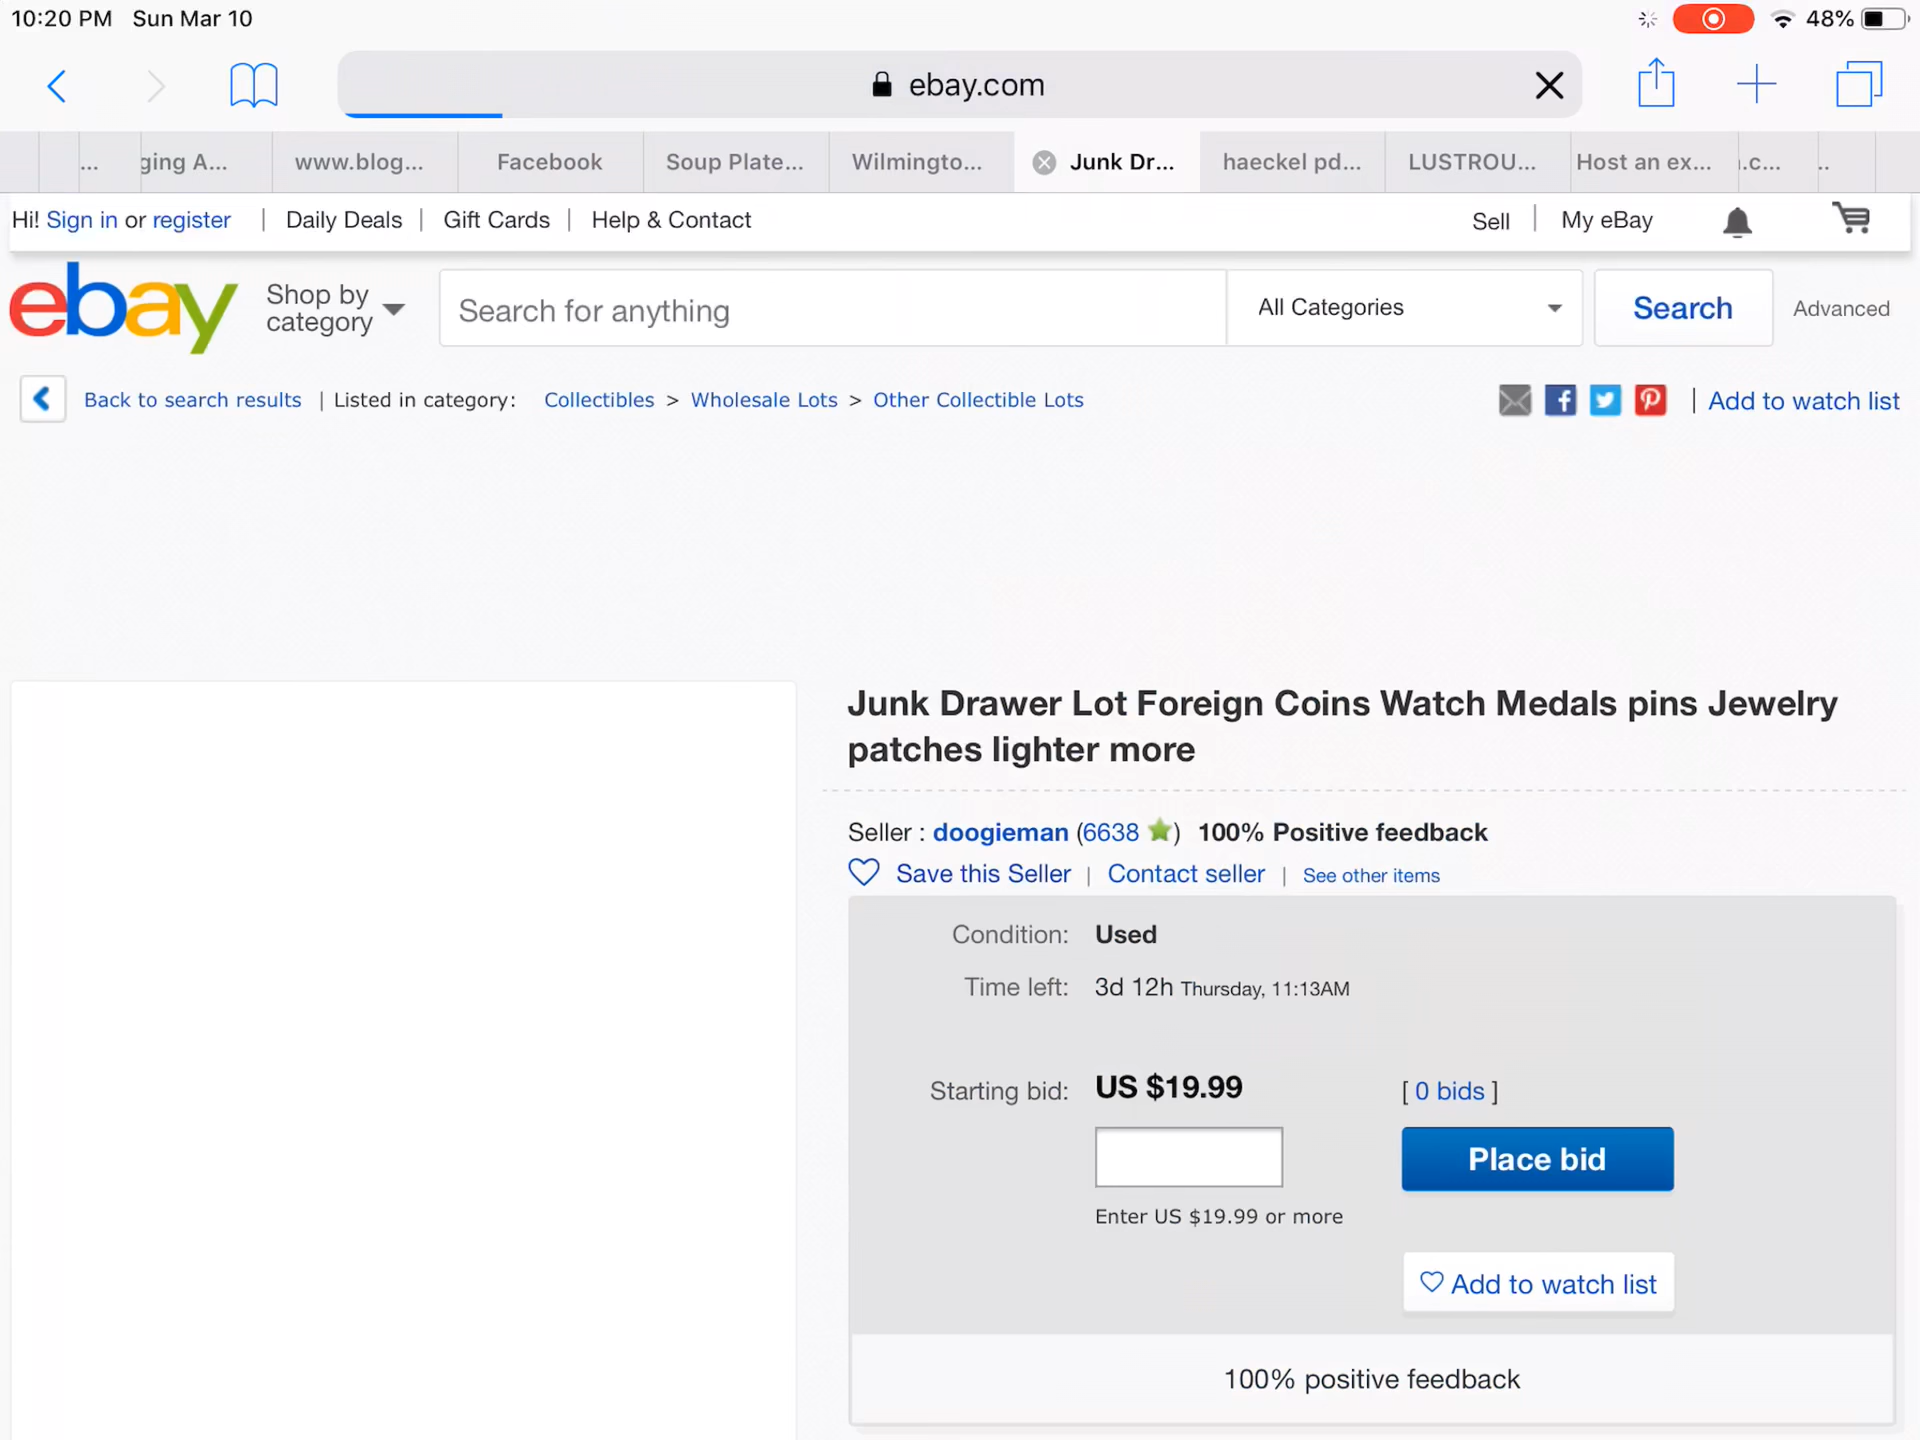 10:20 PM Sun Mar 10 48%
ebay.com
... ging A... www.blog... Facebook Soup Plate... Wilmingto... Junk Dr... haeckel pd... LUSTROU... Host an ex... .c... ..
Hi! Sign in or register | Daily Deals | Gift Cards | Help & Contact Sell | My eBay
ebay Shop by category Search for anything All Categories Search Advanced
Back to search results | Listed in category: Collectibles > Wholesale Lots > Other Collectible Lots | Add to watch list
Junk Drawer Lot Foreign Coins Watch Medals pins Jewelry
patches lighter more
Seller : doogieman (6638 ) 100% Positive feedback
Save this Seller | Contact seller | See other items
Condition: Used
Time left: 3d 12h Thursday, 11:13AM
Starting bid: US $19.99 [ 0 bids ]
Place bid
Enter US $19.99 or more
Add to watch list
100% positive feedback